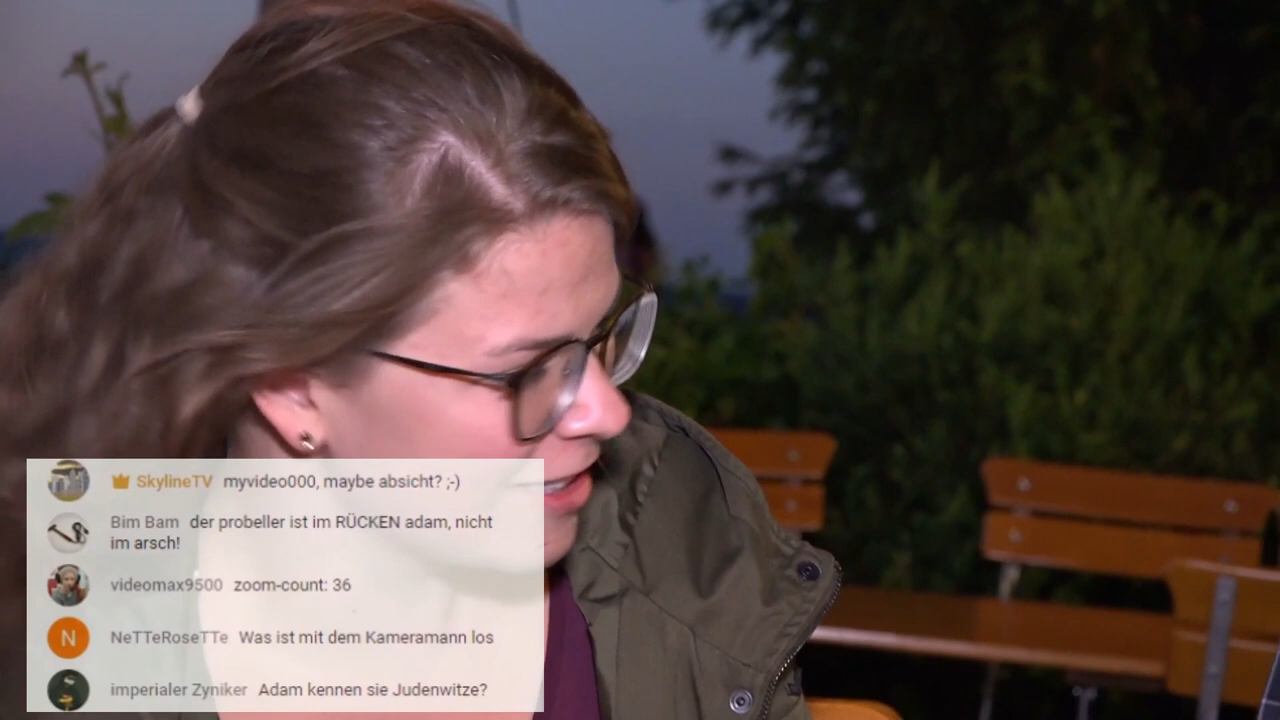 SkylineTV myvideo000, maybe absicht? ;-)
Bim Bam der probeller ist im RÜCKEN adam, nicht
im arsch!
videomax9500 zoom-count: 36
N NeTTeRoseTTe Was ist mit dem Kameramann los
imperialer Zyniker Adam kennen sie Judenwitze?